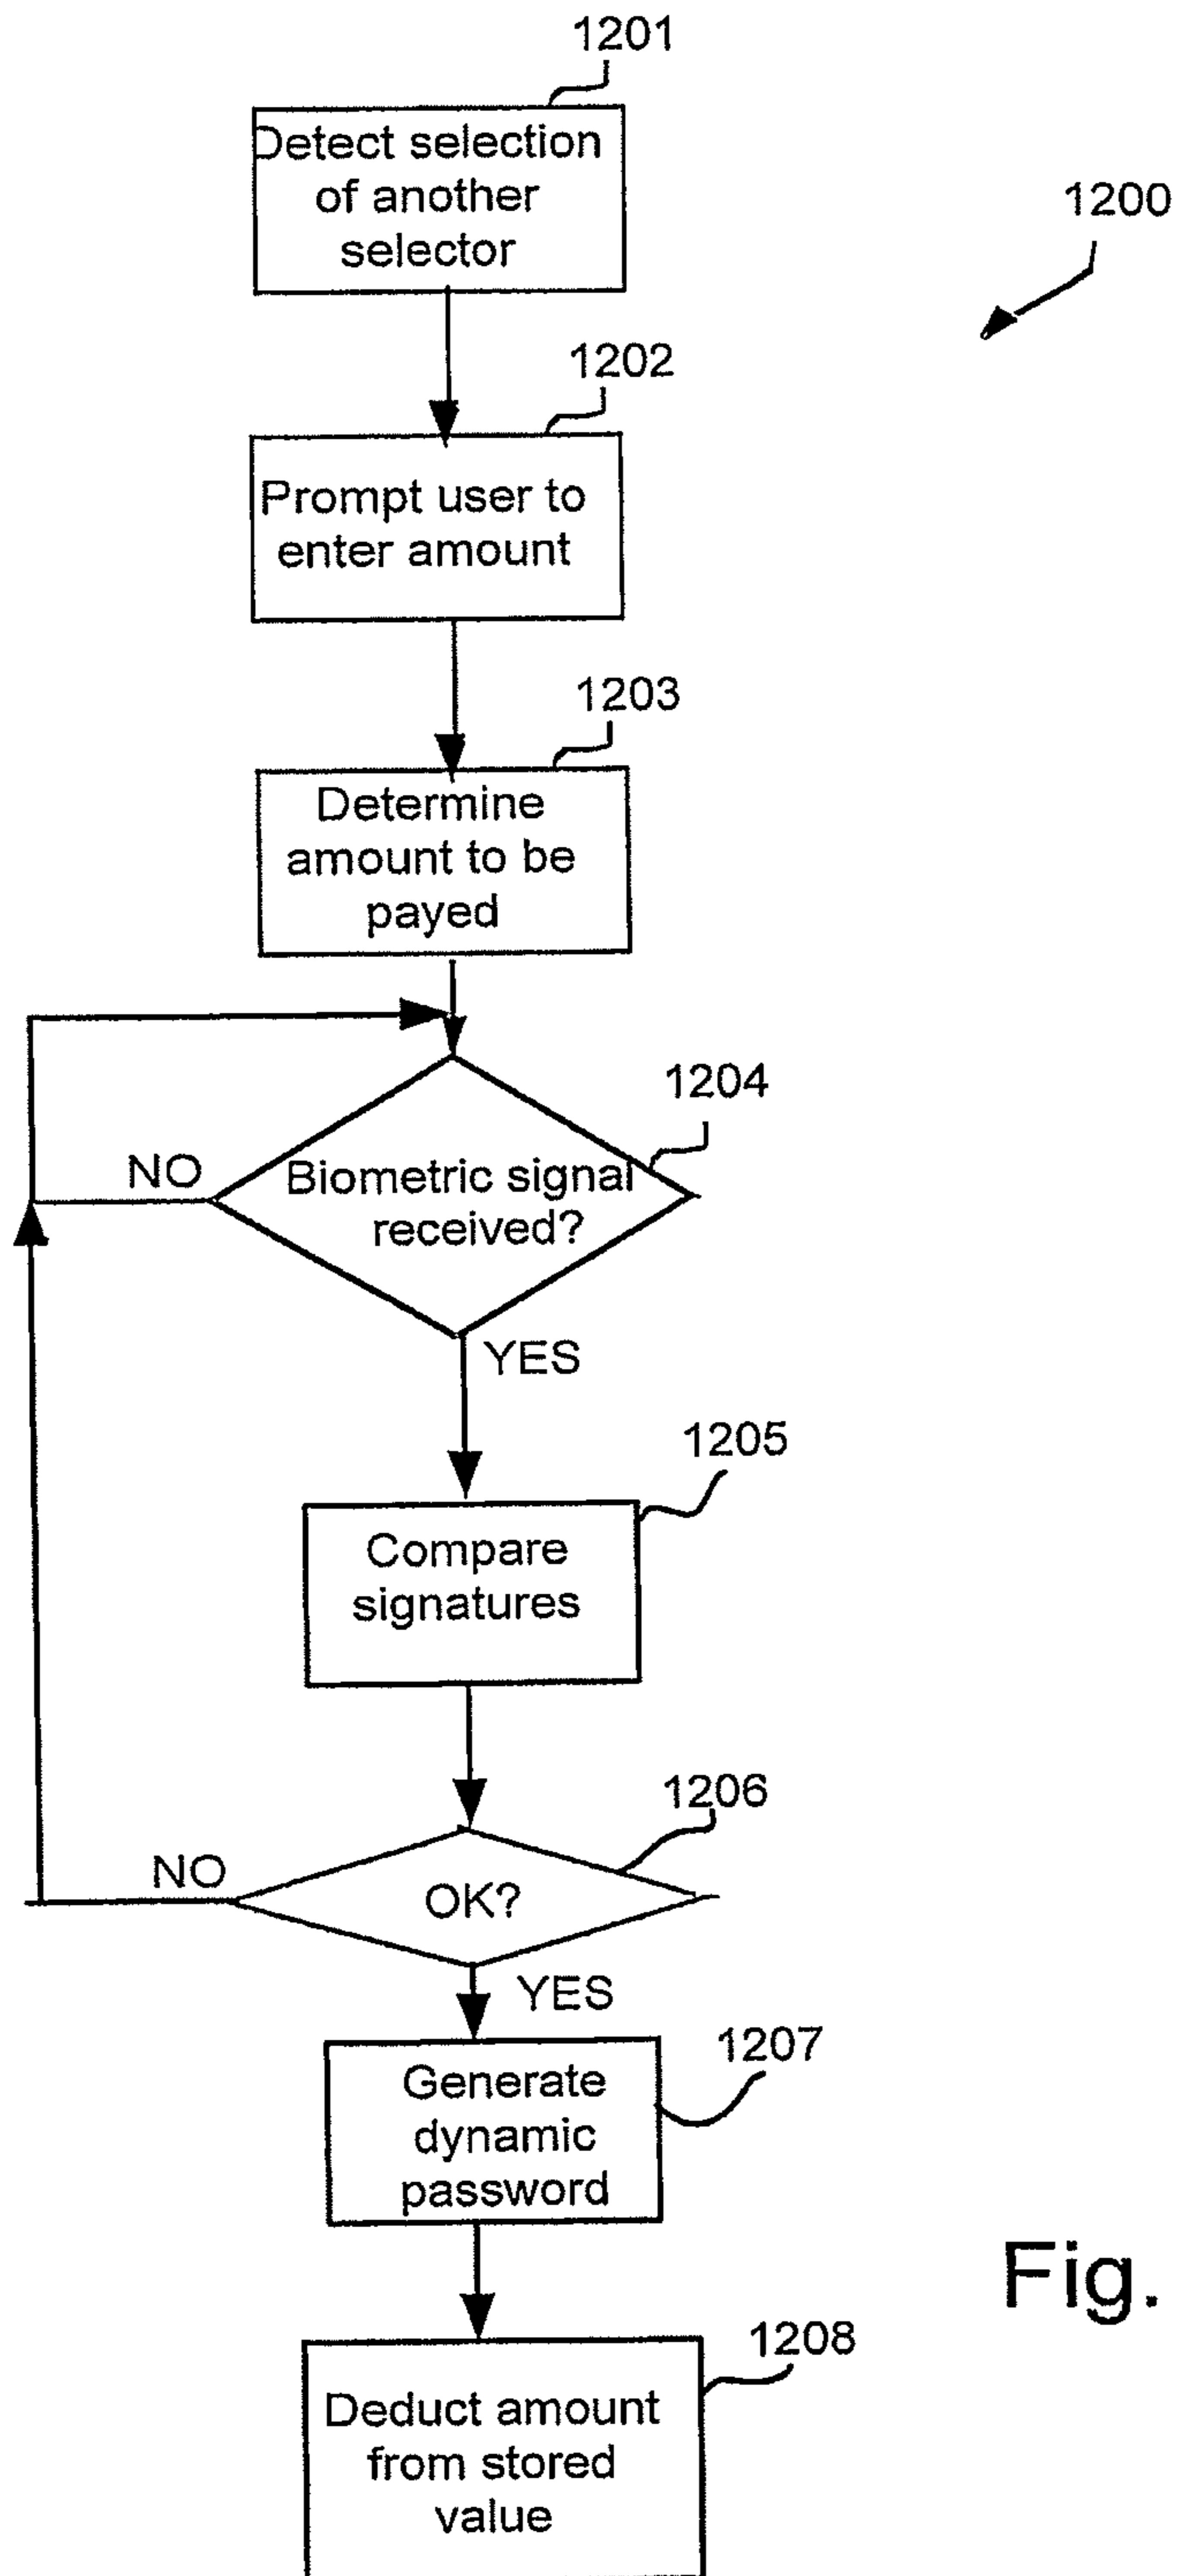 1201
Detect selection
of another
selector
1200
1202
Prompt user to
enter amount
1203
Determine
amount to be
payed
1204
NO
Biometric signal
received?
YES
1205
Compare
signatures
1206
NO
OK?
YES
1207
Generate
dynamic
password
Fig.
1208
Deduct amount
from stored
value